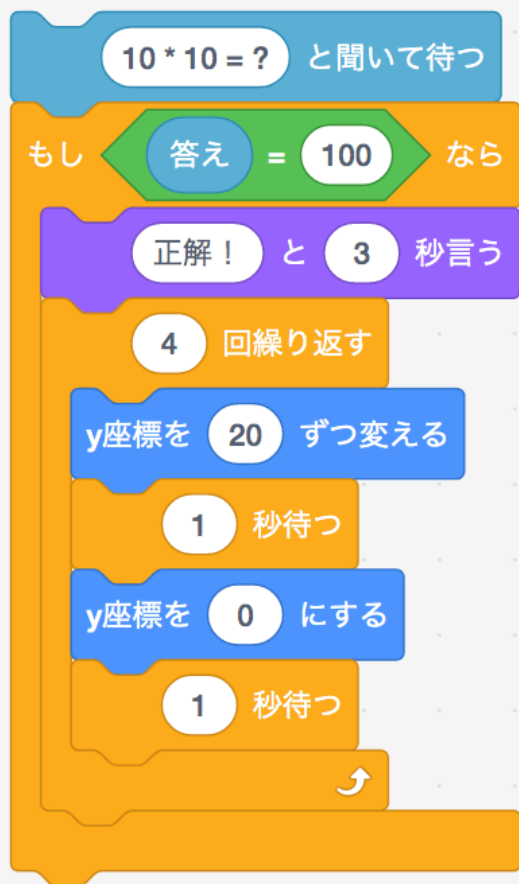 10 * 10 = ? と聞いて待つ
もし 答え = 100 なら
正解！ と 3 秒言う
4 回繰り返す
y座標を 20 ずつ変える
1 秒待つ
y座標を 0 にする
1 秒待つ